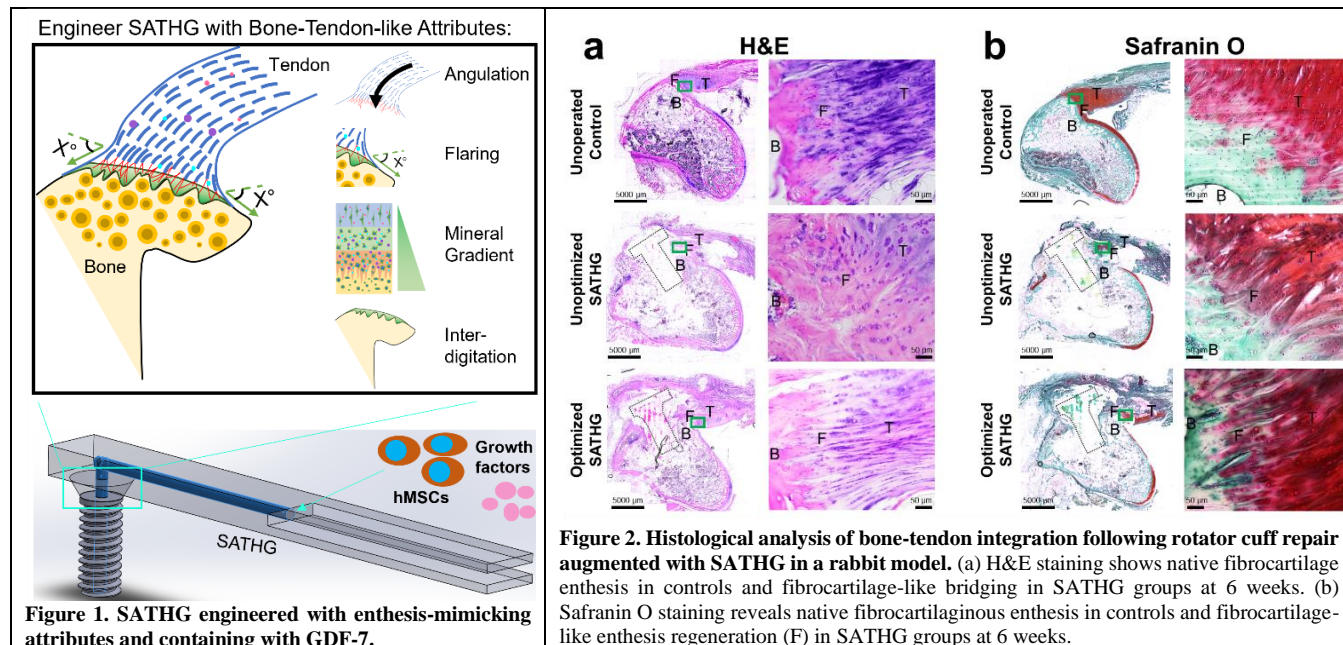 Engineer SATHG with Bone-Tendon-like Attributes:
Tendon
X°
X°
Bone
Angulation
X°
Flaring
Mineral
Gradient
Inter-
digitation
Growth
factors
hMSCs
SATHG
Figure 1. SATHG engineered with enthesis-mimicking
attributes and containing with GDF-7.
a
H&E
Unoperated
Control
F
T
B
5000 µm
F
T
B
50 µm
Unoptimized
SATHG
T
F
B
5000 µm
T
F
B
50 µm
Optimized
SATHG
F
T
B
5000 µm
F
T
B
50 µm
b
Safranin O
Unoperated
Control
T
F
B
5000 µm
T
F
B
50 µm
Unoptimized
SATHG
T
F
B
5000 µm
T
F
B
50 µm
Optimized
SATHG
F
T
B
5000 µm
T
B
F
50 µm
Figure 2. Histological analysis of bone-tendon integration following rotator cuff repair
augmented with SATHG in a rabbit model. (a) H&E staining shows native fibrocartilage
enthesis in controls and fibrocartilage-like bridging in SATHG groups at 6 weeks. (b)
Safranin O staining reveals native fibrocartilaginous enthesis in controls and fibrocartilage-
like enthesis regeneration (F) in SATHG groups at 6 weeks.